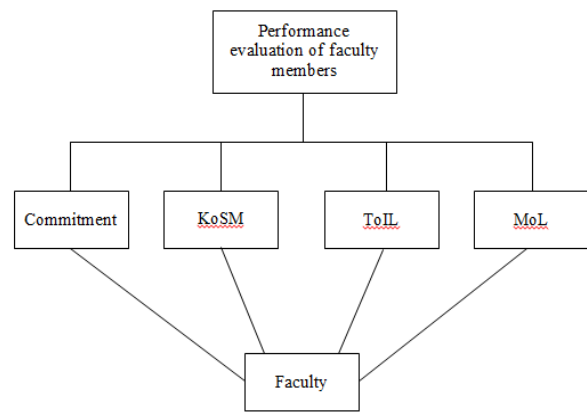 Performance
evaluation of faculty
members
Commitment
KoSM
ToIL
MoL
Faculty